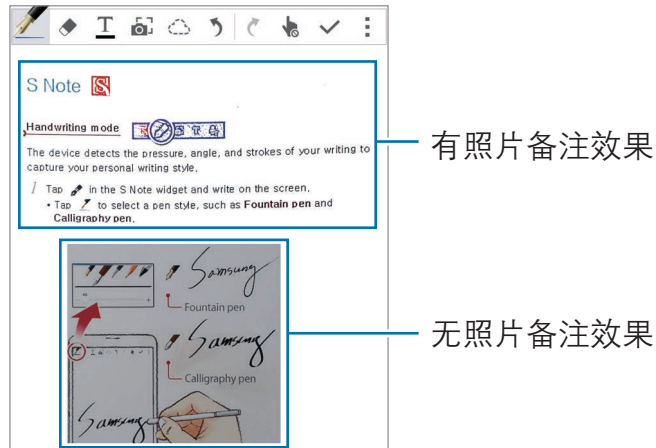 T
S Note S
有照片备注效果
Handwriting mode
The device detects the pressure, angle, and strokes of your writing to
capture your personal writing style.
1 Tap in the S Note widget and write on the screen.
• Tap to select a pen style, such as Fountain pen and
Calligraphy pen.
Samsung
Fountain pen
无照片备注效果
Samsung
Calligraphy pen
Samsung